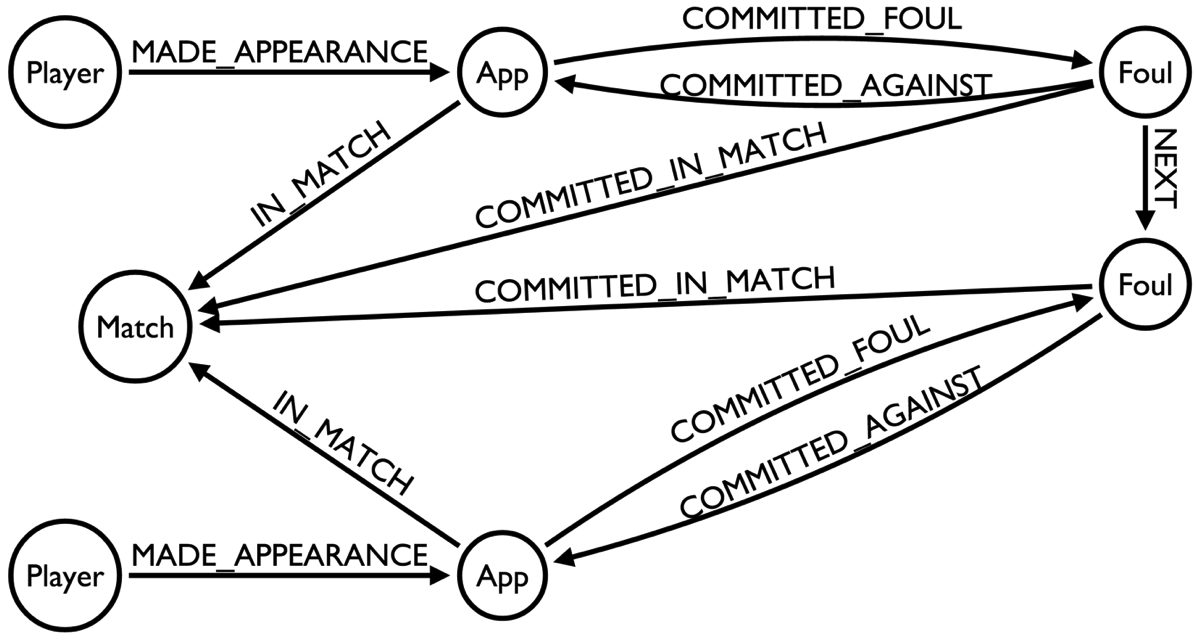 COMMITTED_FOUL
Player
MADE_APPEARANCE
App
COMMITTED_AGAINST
Foul
IN_MATCH
COMMITTED_IN_MATCH
NEXT
Match
COMMITTED_IN_MATCH
Foul
COMMITTED_FOUL
IN_MATCH
COMMITTED_AGAINST
Player
MADE_APPEARANCE
App